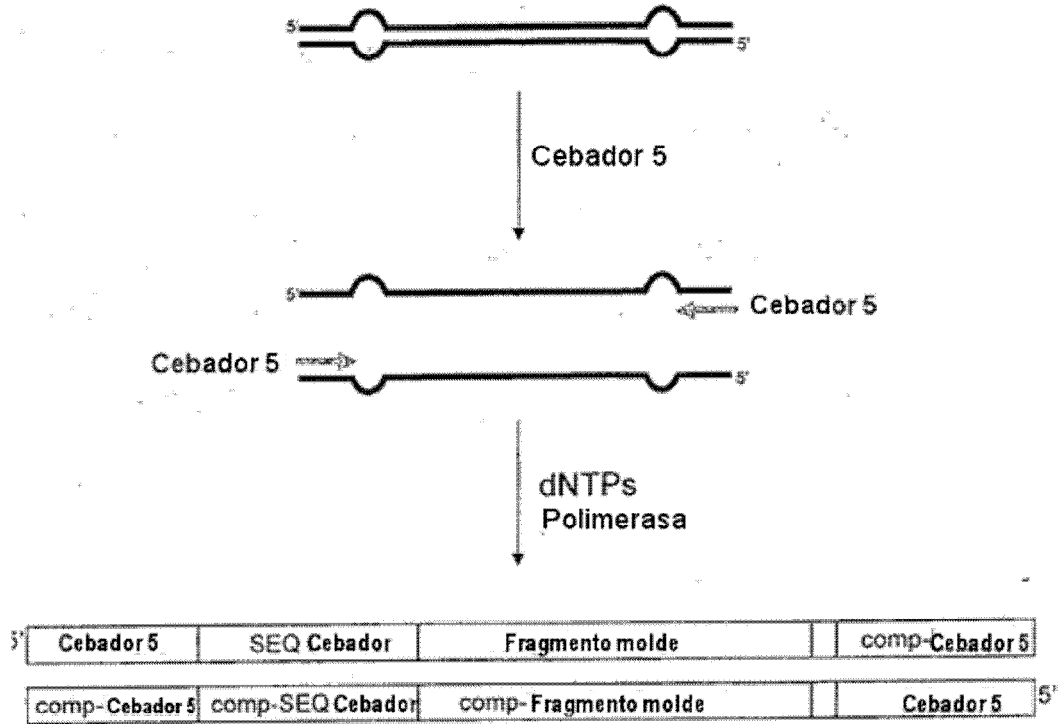 5'
5'
Cebador 5
5'
Cebador 5
Cebador 5
5'
dNTPs
Polimerasa
5' Cebador 5 SEQ Cebador Fragmento molde comp-Cebador 5
comp-Cebador 5 comp-SEQ Cebador comp-Fragmento molde Cebador 5 5'